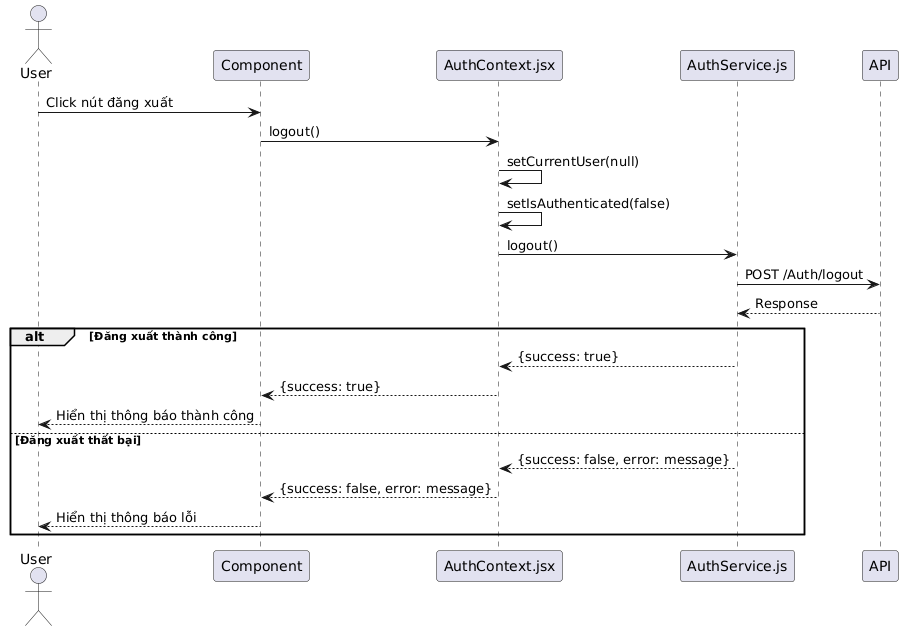 User
Component
AuthContext.jsx
AuthService.js
API
Click nút đăng xuất
logout()
setCurrentUser(null)
setIsAuthenticated(false)
logout()
POST /Auth/logout
Response
alt
[Đăng xuất thành công]
{success: true}
{success: true}
Hiển thị thông báo thành công
[Đăng xuất thất bại]
{success: false, error: message}
{success: false, error: message}
Hiển thị thông báo lỗi
User
Component
AuthContext.jsx
AuthService.js
API